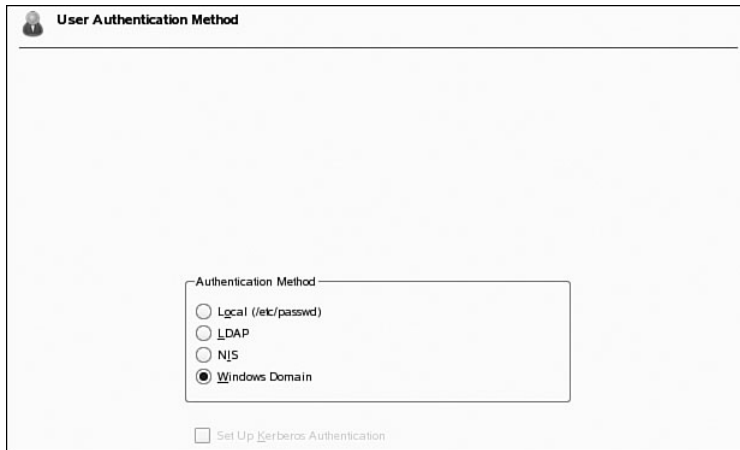 User Authentication Method
Authentication Method
Local (/etc/passwd)
LDAP
NIS
Windows Domain
Set Up Kerberos Authentication